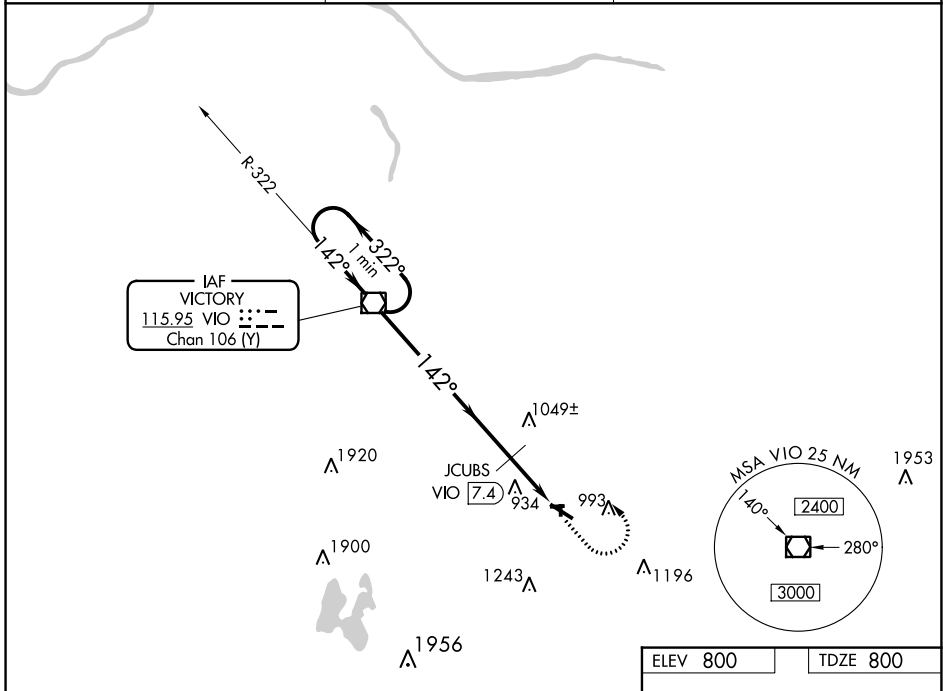 R-322
142°
1 min
322°
IAF
VICTORY
115.95 VIO
Chan 106 (Y)
142°
1049±
1920
JCUBS
VIO 7.4
934
993
1953
MSA VIO 25 NM
140°
2400
280°
3000
1900
1243
1196
1956
ELEV 800
TDZE 800